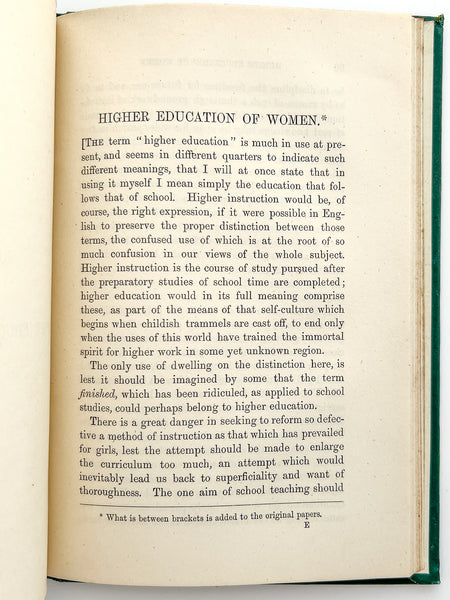 HIGHER EDUCATION OF WOMEN.*
[THE term "higher education" is much in use at pre-
sent, and seems in different quarters to indicate such
different meanings, that I will at once state that in
using it myself I mean simply the education that fol-
lows that of school. Higher instruction would be, of
course, the right expression, if it were possible in Eng-
lish to preserve the proper distinction between those
terms, the confused use of which is at the root of so
much confusion in our views of the whole subject.
Higher instruction is the course of study pursued after
the preparatory studies of school time are completed;
higher education would in its full meaning comprise
these, as part of the means of that self-culture which
begins when childish trammels are cast off, to end only
when the uses of this world have trained the immortal
spirit for higher work in some yet unknown region.
The only use of dwelling on the distinction here, is
lest it should be imagined by some that the term
finished, which has been ridiculed, as applied to school
studies, could perhaps belong to higher education.
There is a great danger in seeking to reform so defec-
tive a method of instruction as that which has prevailed
for girls, lest the attempt should be made to enlarge
the curriculum too much, an attempt which would
inevitably lead us back to superficiality and want of
thoroughness. The one aim of school teaching should
* What is between brackets is added to the original papers.
E